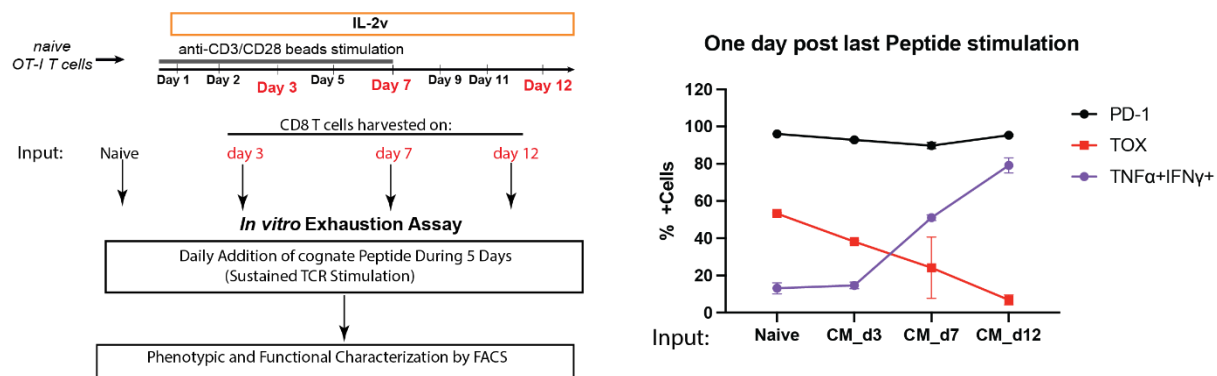 IL-2v
naive
OT-I T cells
anti-CD3/CD28 beads stimulation
Day 1 Day 2 Day 3 Day 5 Day 7 Day 9 Day 11 Day 12
CD8 T cells harvested on:
Input: Naive day 3 day 7 day 12
In vitro Exhaustion Assay
Daily Addition of cognate Peptide During 5 Days
(Sustained TCR Stimulation)
Phenotypic and Functional Characterization by FACS
One day post last Peptide stimulation
% +Cells
120
100
80
60
40
20
0
Input: Naive CM_d3 CM_d7 CM_d12
PD-1
TOX
TNFα+IFNγ+